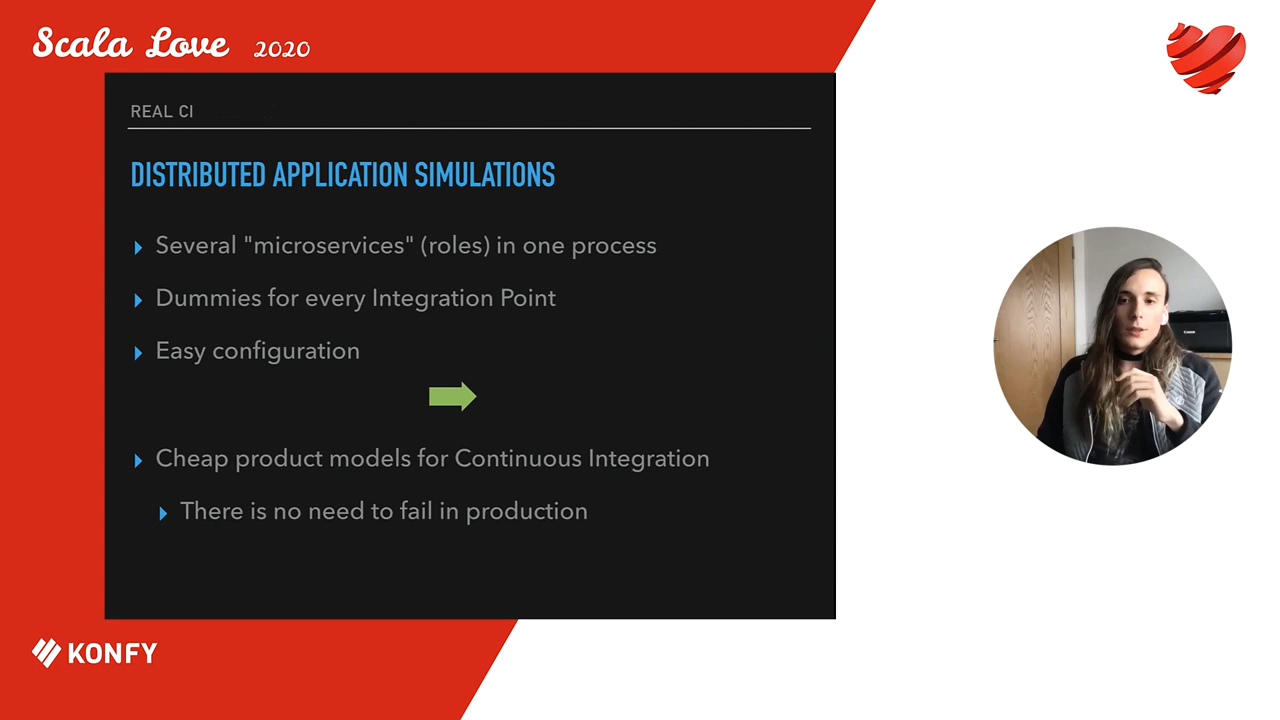 Scala Love 2020
REAL CI
DISTRIBUTED APPLICATION SIMULATIONS
Several "microservices" (roles) in one process
Dummies for every Integration Point
Easy configuration
Cheap product models for Continuous Integration
There is no need to fail in production
Canon
KONFY